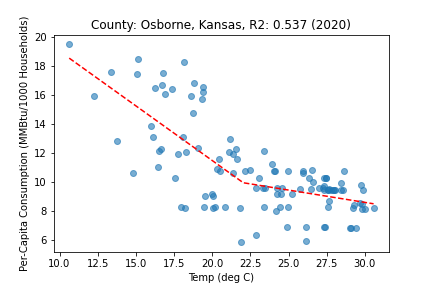 County: Osborne, Kansas, R2: 0.537 (2020)
Per-Capita Consumption (MMBtu/1000 Households)
20
18
16
14
12
10
8
6
10.0 12.5 15.0 17.5 20.0 22.5 25.0 27.5 30.0
Temp (deg C)